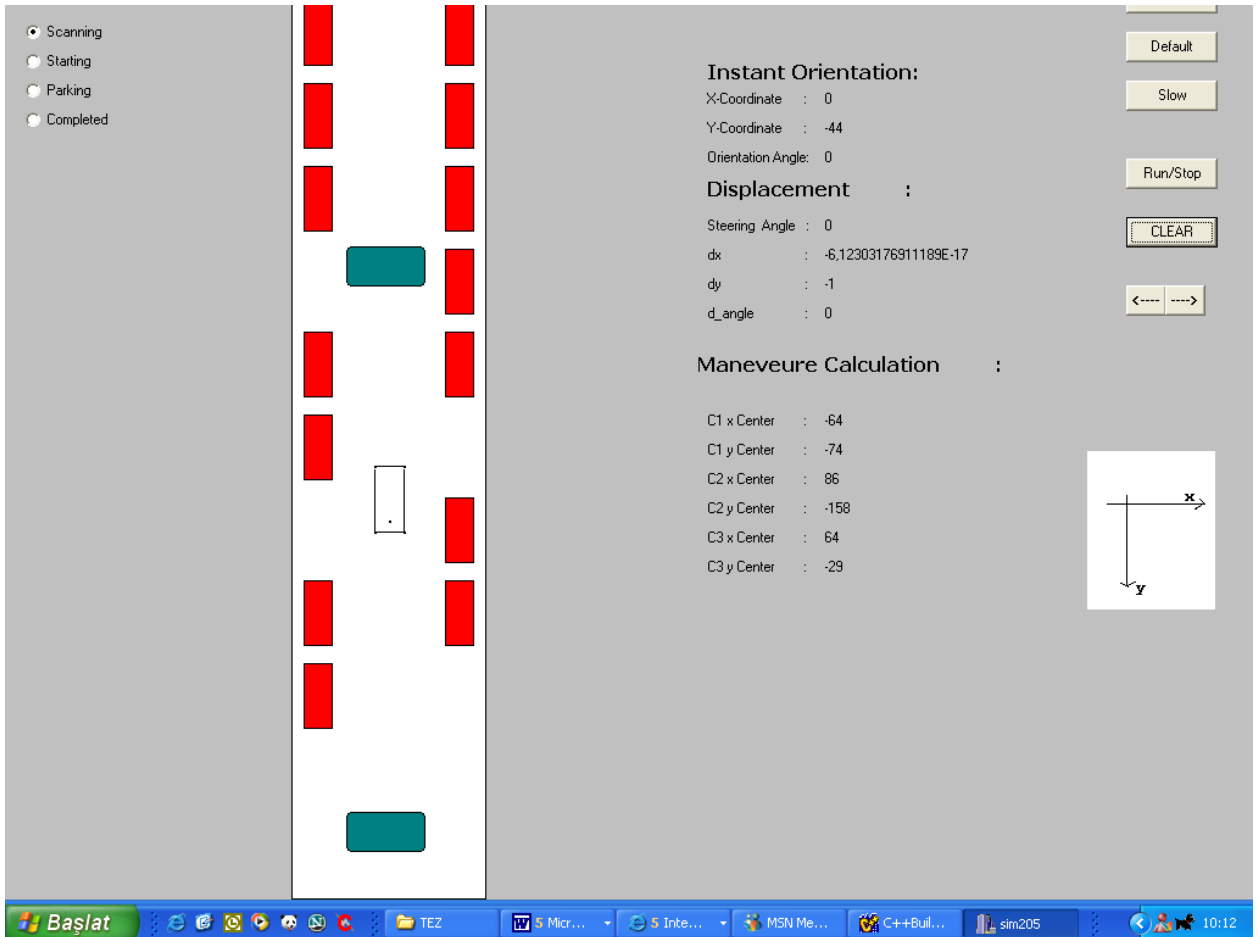 Scanning
Starting
Parking
Completed
Instant Orientation:
X-Coordinate : 0
Y-Coordinate : -44
Orientation Angle: 0
Displacement :
Steering Angle : 0
dx : -6,12303176911189E-17
dy : -1
d_angle : 0
Maneveure Calculation :
C1 x Center : -64
C1 y Center : -74
C2 x Center : 86
C2 y Center : -158
C3 x Center : 64
C3 y Center : -29
Default
Slow
Run/Stop
CLEAR
<---- ---->
x
y
Başlat
TEZ
5 Micr...
5 Inte...
MSN Me...
C++Buil...
sim205
10:12